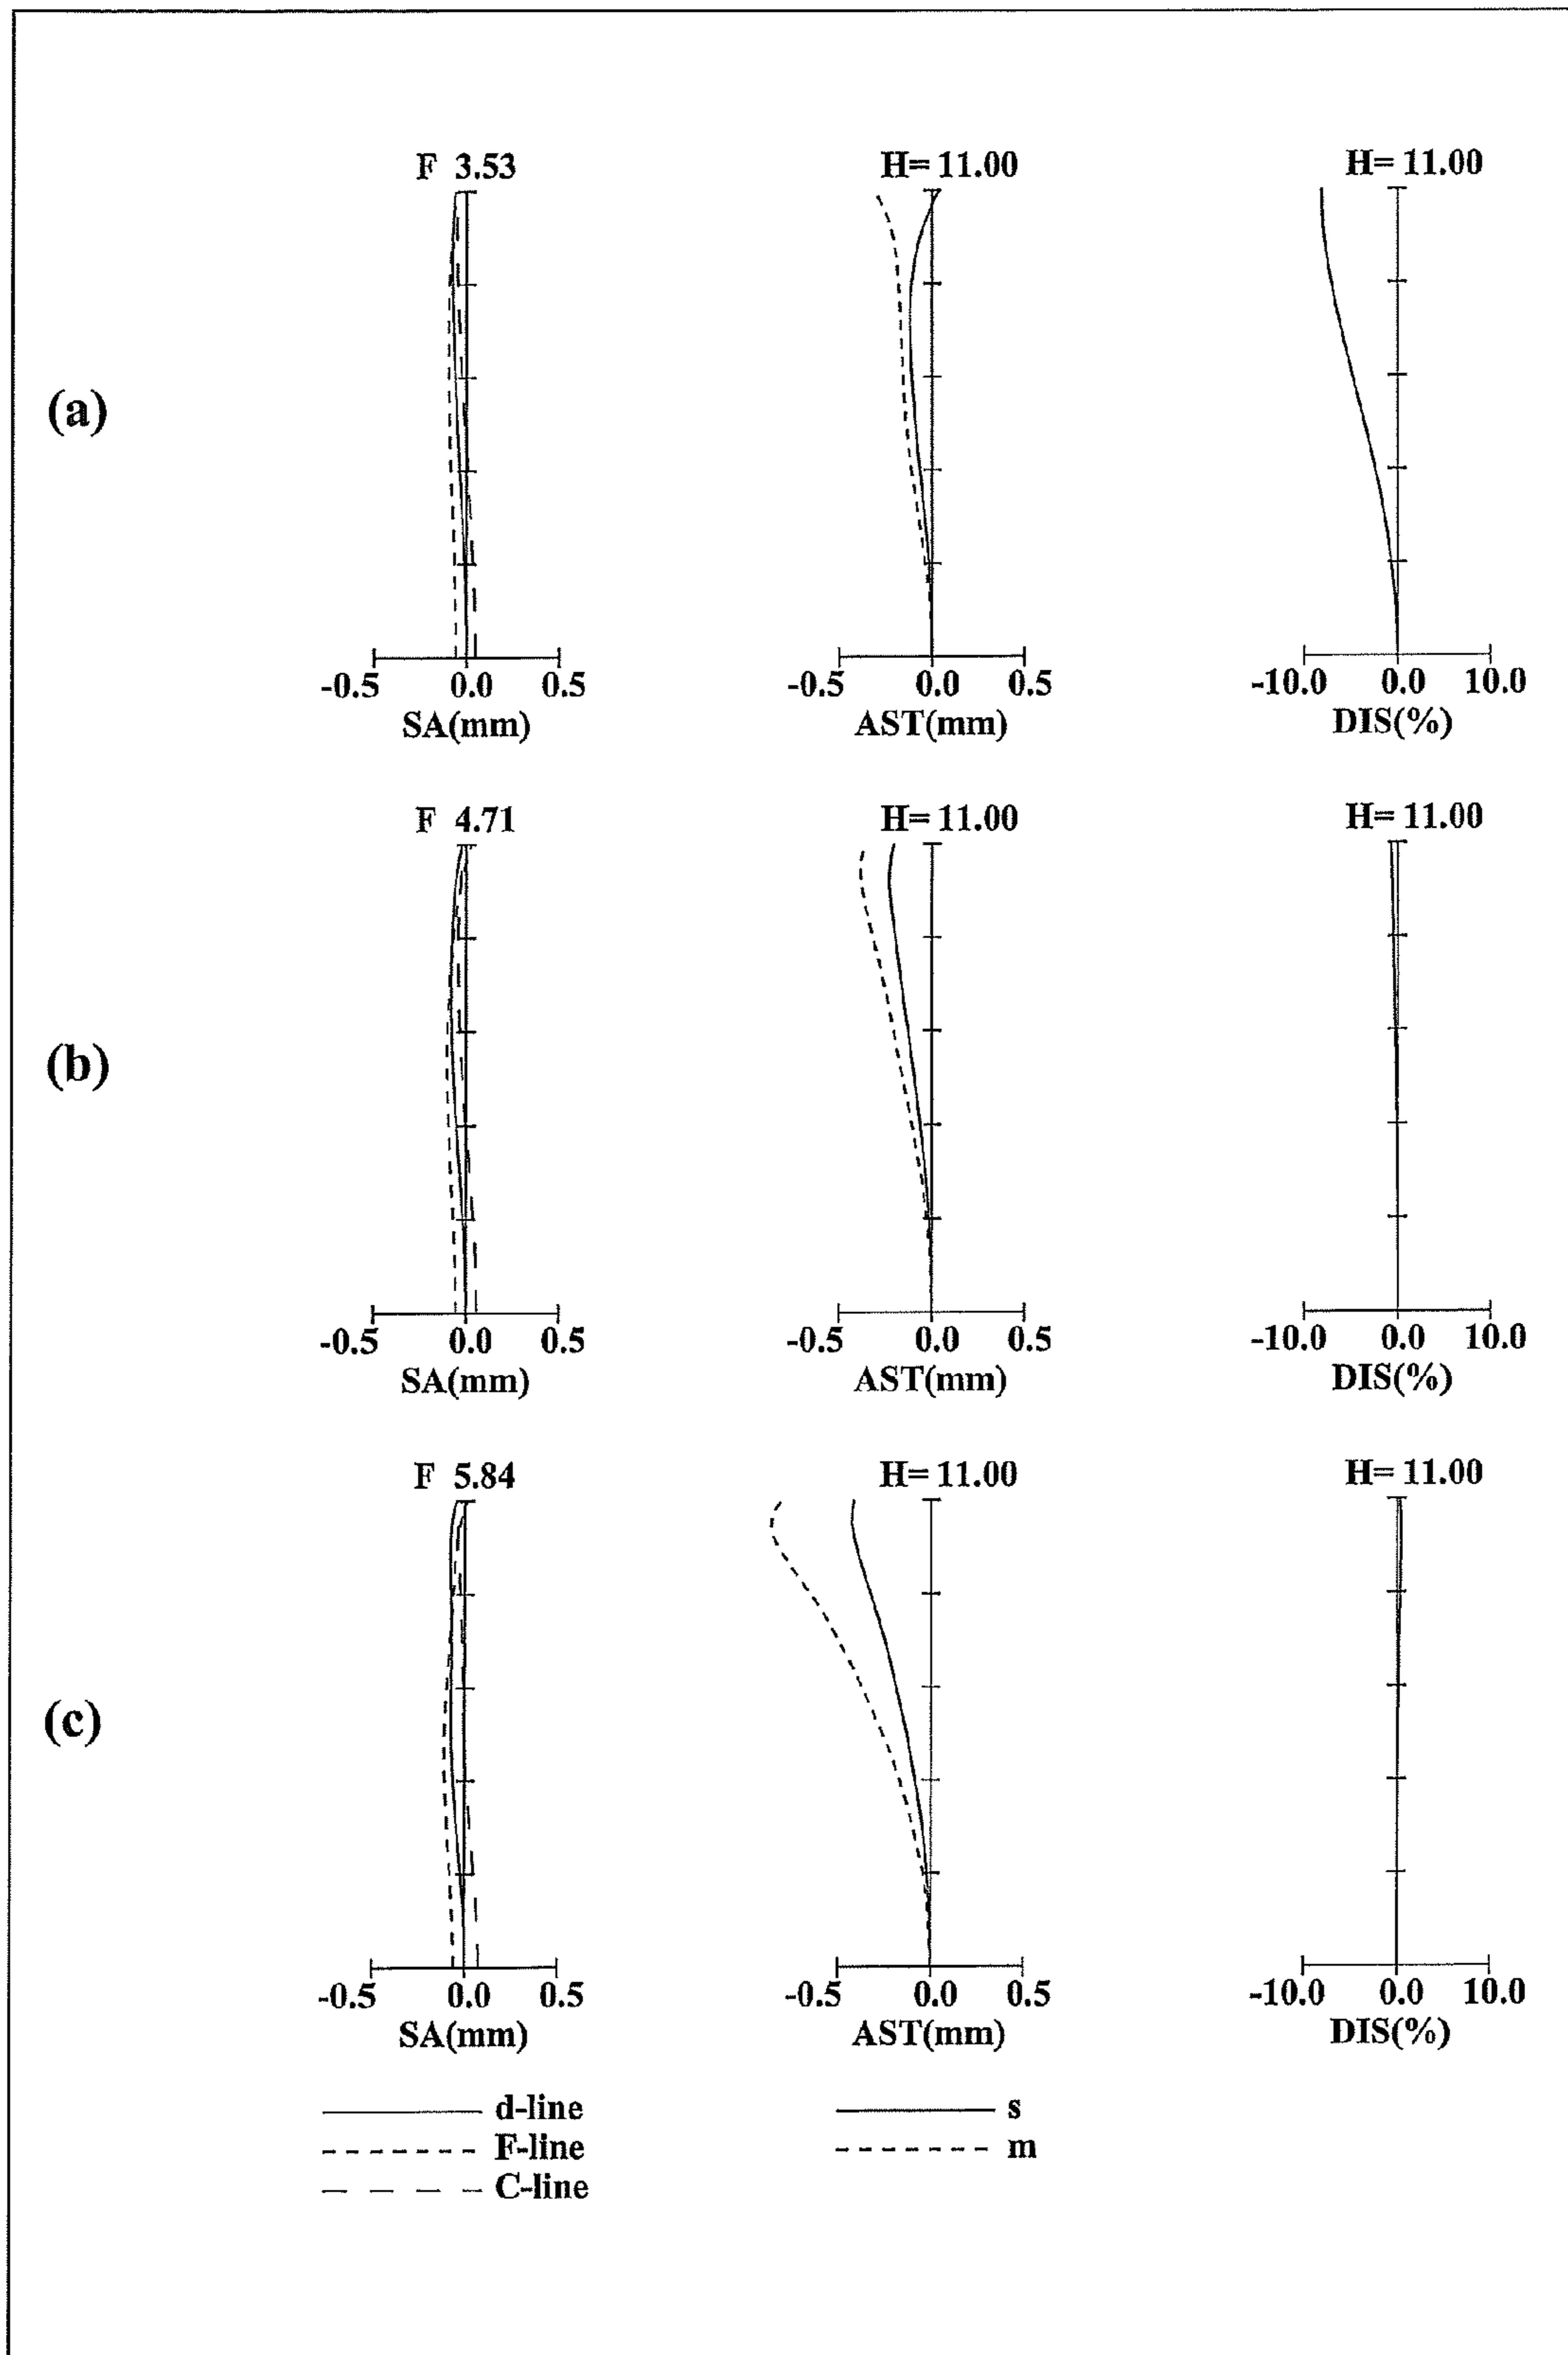 F 3.53 H= 11.00 H= 11.00
(a)
-0.5 0.0 0.5 -0.5 0.0 0.5 -10.0 0.0 10.0
SA(mm) AST(mm) DIS(%)
F 4.71 H= 11.00 H= 11.00
(b)
-0.5 0.0 0.5 -0.5 0.0 0.5 -10.0 0.0 10.0
SA(mm) AST(mm) DIS(%)
F 5.84 H= 11.00 H= 11.00
(c)
-0.5 0.0 0.5 -0.5 0.0 0.5 -10.0 0.0 10.0
SA(mm) AST(mm) DIS(%)
d-line s
F-line m
C-line